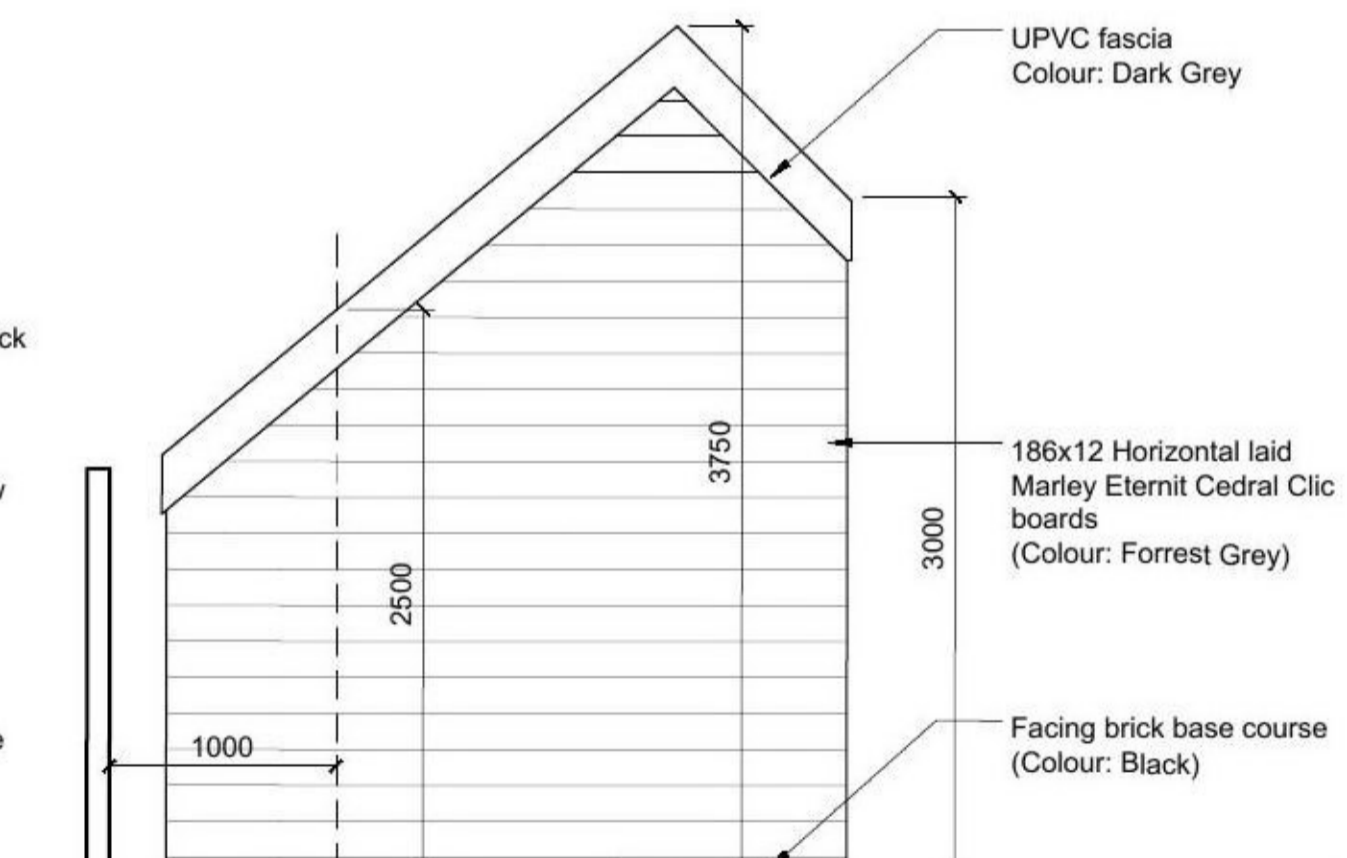 UPVC fascia
Colour: Dark Grey
ck
3750
186x12 Horizontal laid
Marley Eternit Cedral Clic
boards
(Colour: Forrest Grey)
3000
2500
Facing brick base course
(Colour: Black)
1000
e